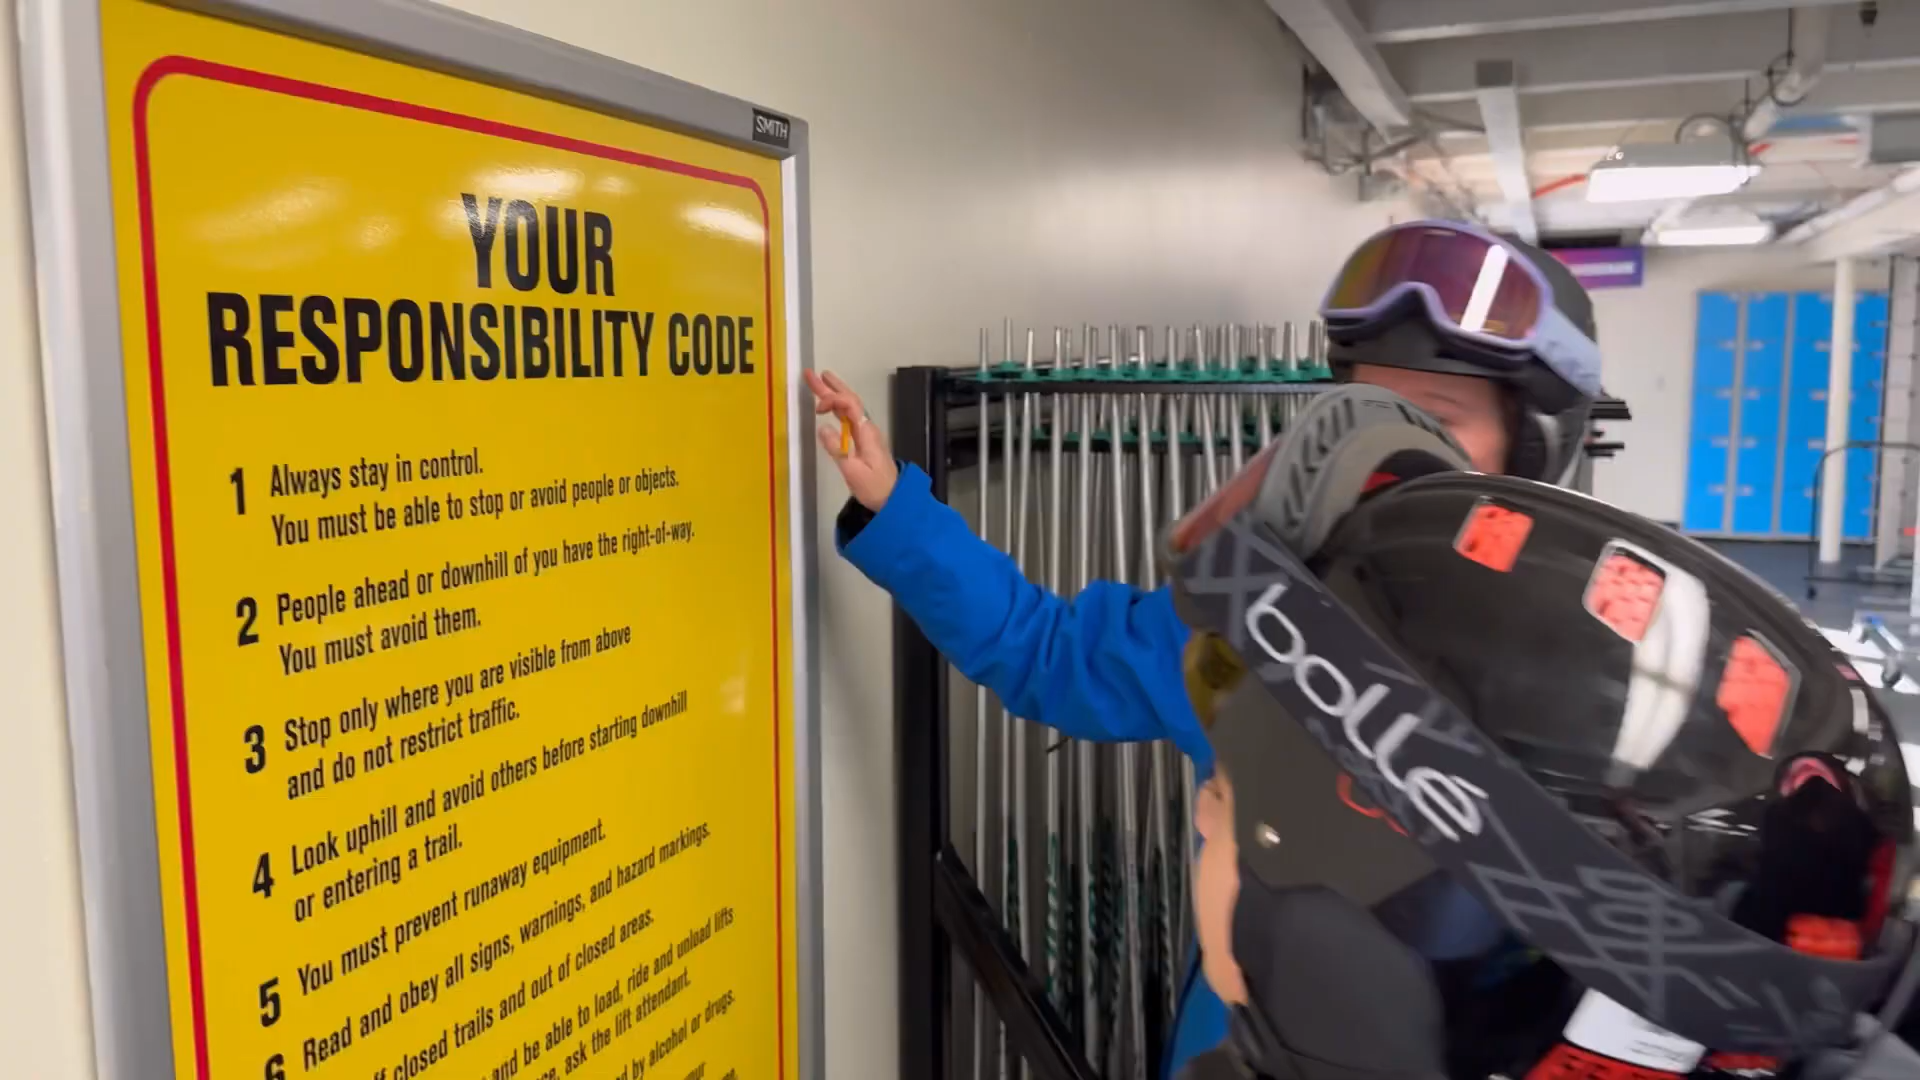 SMITH
YOUR
RESPONSIBILITY CODE
1 Always stay in control.
You must be able to stop or avoid people or objects.
2 People ahead or downhill of you have the right-of-way.
You must avoid them.
3 Stop only where you are visible from above
and do not restrict traffic.
4 Look uphill and avoid others before starting downhill
or entering a trail.
5 You must prevent runaway equipment.
6 Read and obey all signs, warnings, and hazard markings.
closed trails and out of closed areas.
and be able to load, ride and unload lifts
ask the lift attendant.
by alcohol or drugs.
bollé